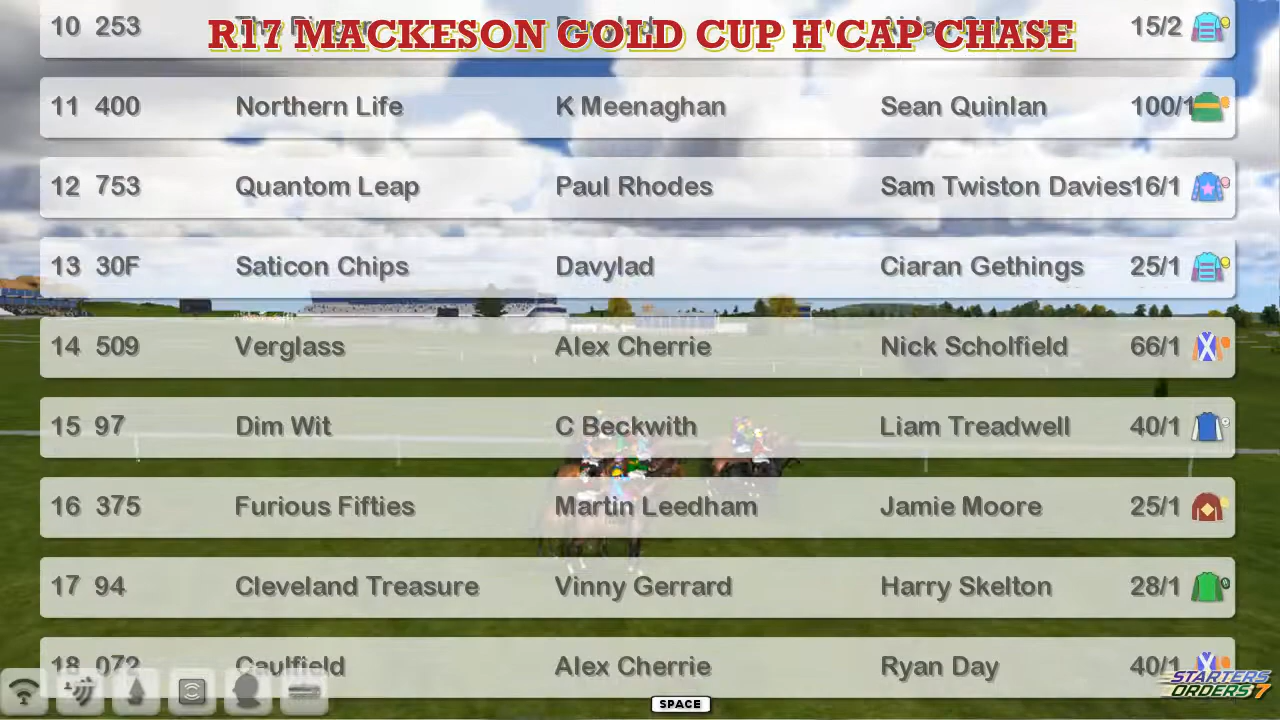 R17 MACKESON GOLD CUP H'CAP CHASE
10 253 15/2
11 400 Northern Life K Meenaghan Sean Quinlan 100/1
12 753 Quantom Leap Paul Rhodes Sam Twiston Davies 16/1
13 30F Saticon Chips Davylad Ciaran Gethings 25/1
14 509 Verglass Alex Cherrie Nick Scholfield 66/1
15 97 Dim Wit C Beckwith Liam Treadwell 40/1
16 375 Furious Fifties Martin Leedham Jamie Moore 25/1
17 94 Cleveland Treasure Vinny Gerrard Harry Skelton 28/1
18 072 Caulfield Alex Cherrie Ryan Day 40/1
STARTERS
ORDERS 7
SPACE